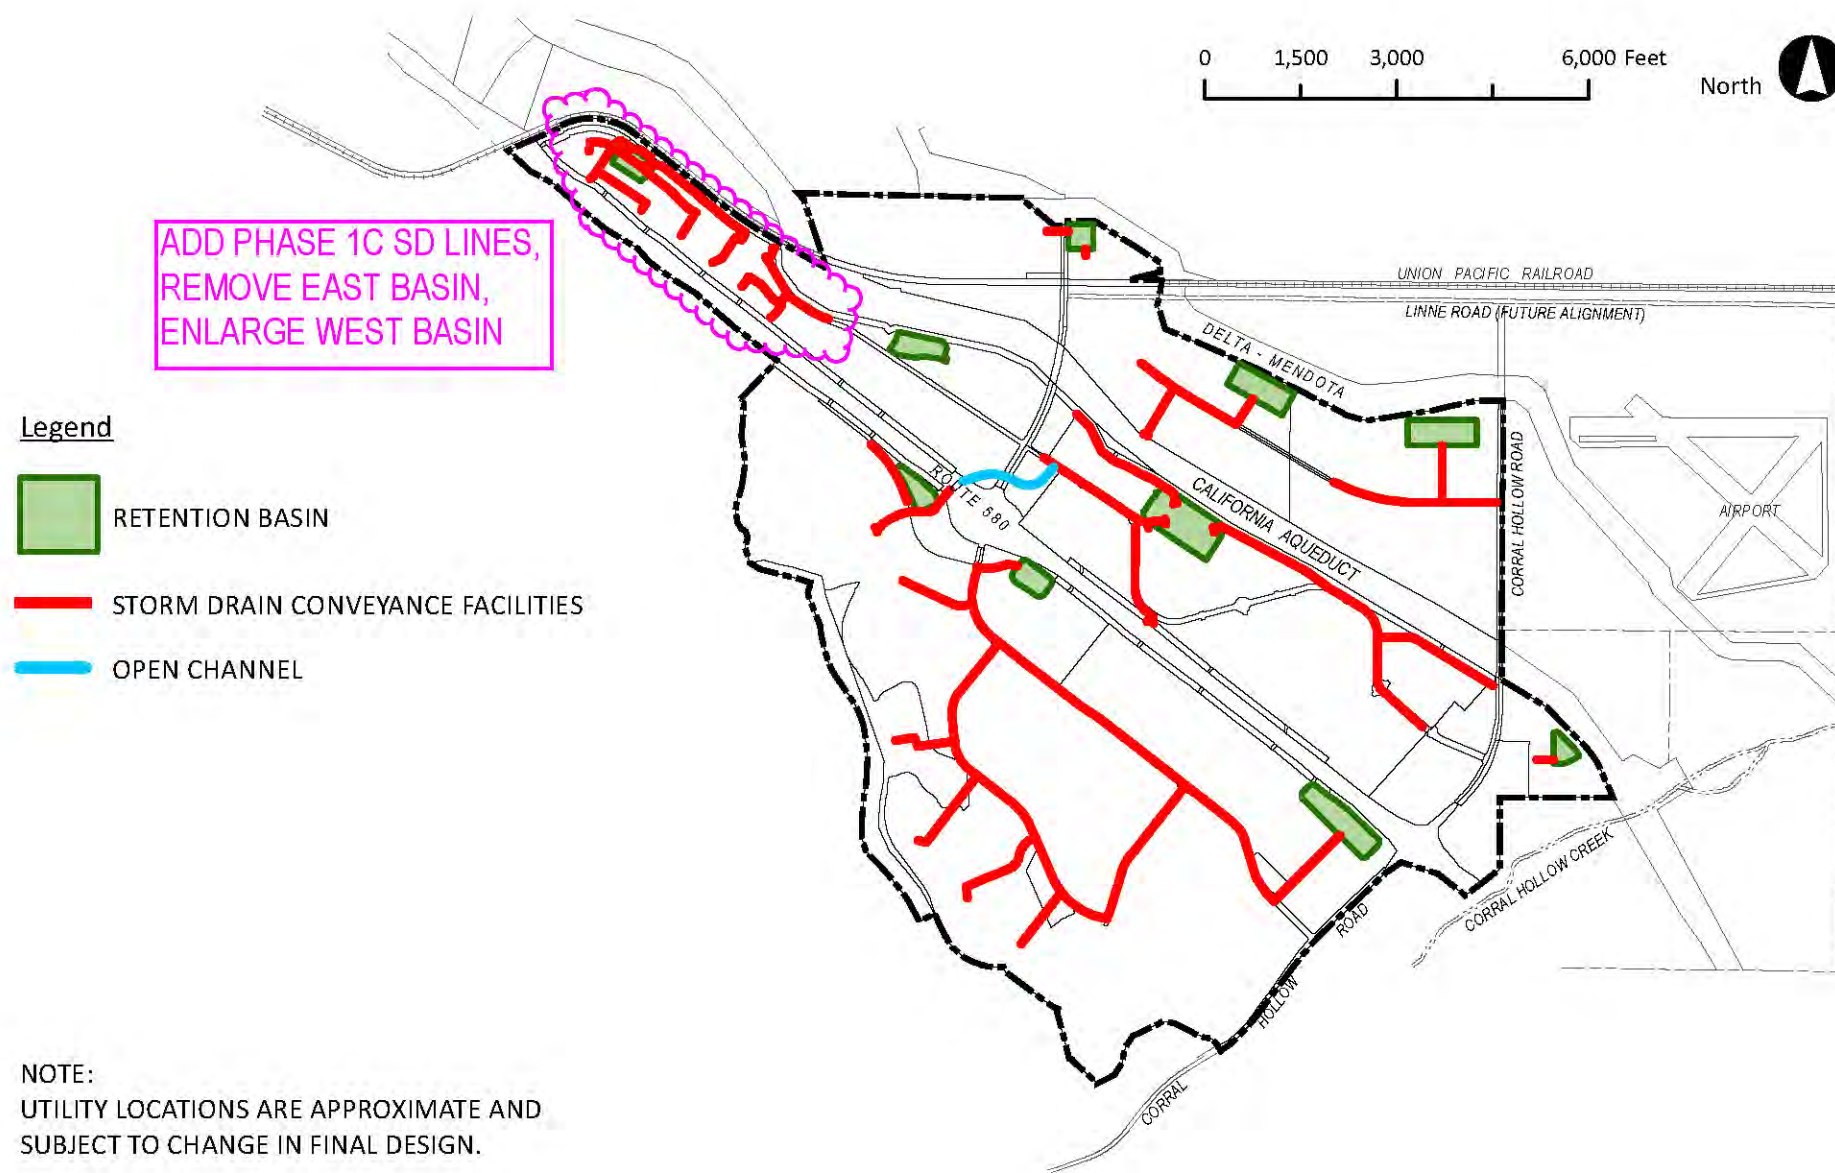 0 1,500 3,000 6,000 Feet
North
ADD PHASE 1C SD LINES,
REMOVE EAST BASIN,
ENLARGE WEST BASIN
UNION PACIFIC RAILROAD
LINNE ROAD (FUTURE ALIGNMENT)
DELTA - MENDOTA
Legend
RETENTION BASIN
STORM DRAIN CONVEYANCE FACILITIES
OPEN CHANNEL
ROUTE 580
CALIFORNIA AQUEDUCT
CORRAL HOLLOW ROAD
AIRPORT
CORRAL HOLLOW CREEK
CORRAL HOLLOW ROAD
NOTE:
UTILITY LOCATIONS ARE APPROXIMATE AND
SUBJECT TO CHANGE IN FINAL DESIGN.